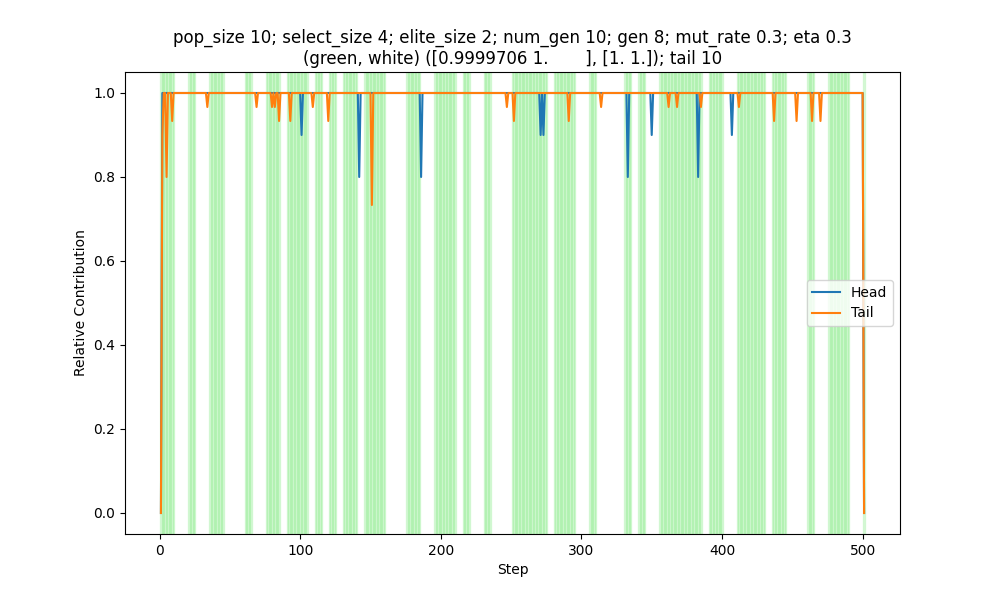 pop_size 10; select_size 4; elite_size 2; num_gen 10; gen 8; mut_rate 0.3; eta 0.3
(green, white) ([0.9999706 1.       ], [1. 1.]); tail 10
1.0
0.8
0.6
0.4
0.2
0.0
Relative Contribution
Head
Tail
0
100
200
300
400
500
Step